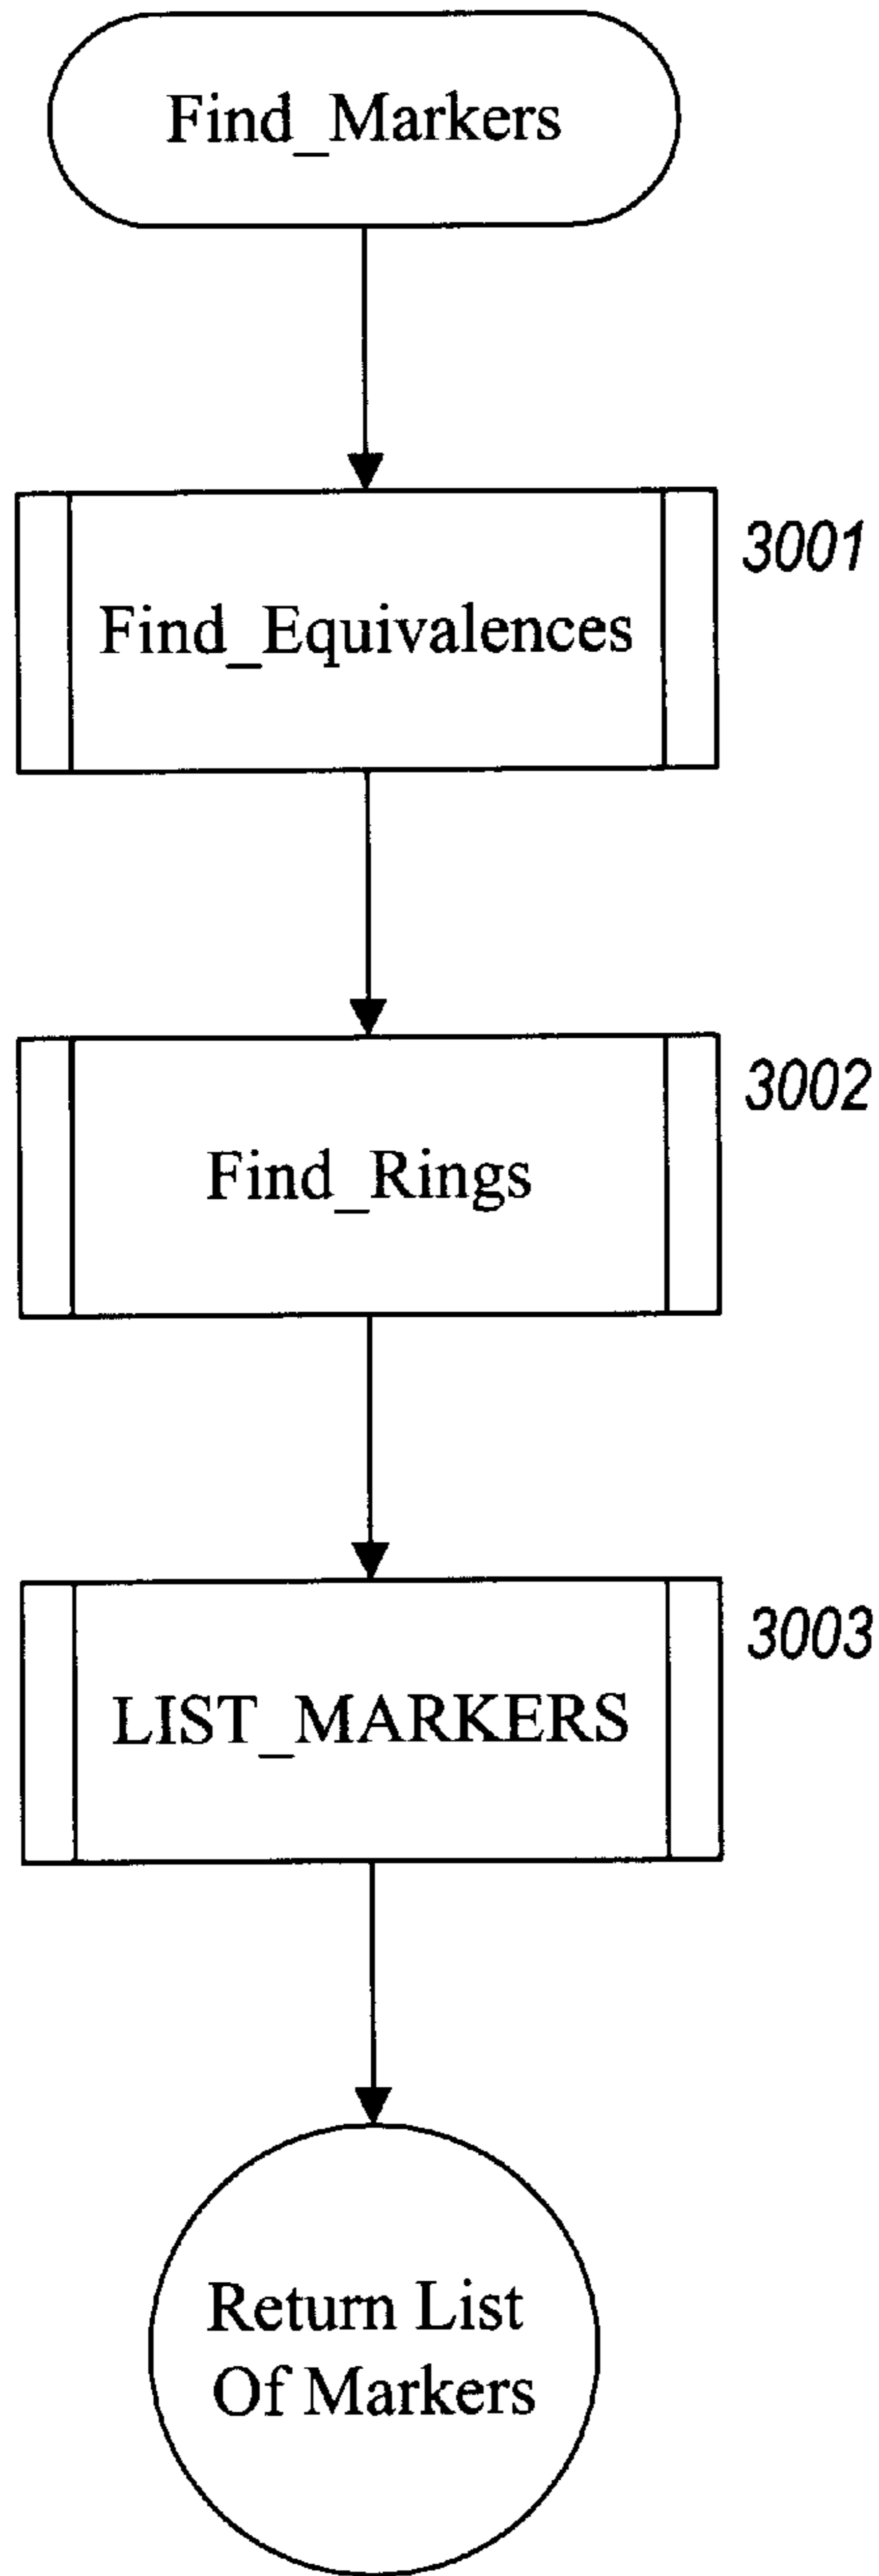 Find_Markers
3001
Find_Equivalences
3002
Find_Rings
3003
LIST_MARKERS
Return List
Of Markers